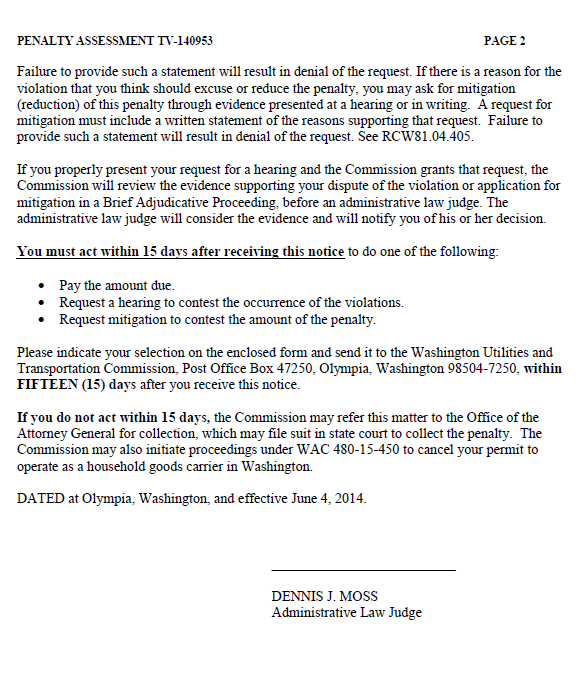 PENALTY ASSESSMENT TV-140953 PAGE 2
Failure to provide such a statement will result in denial of the request. If there is a reason for the
violation that you think should excuse or reduce the penalty, you may ask for mitigation
(reduction) of this penalty through evidence presented at a hearing or in writing.  A request for
mitigation must include a written statement of the reasons supporting that request.  Failure to
provide such a statement will result in denial of the request. See RCW81.04.405.
If you properly present your request for a hearing and the Commission grants that request, the
Commission will review the evidence supporting your dispute of the violation or application for
mitigation in a Brief Adjudicative Proceeding, before an administrative law judge. The
administrative law judge will consider the evidence and will notify you of his or her decision.
You must act within 15 days after receiving this notice to do one of the following:
• Pay the amount due.
• Request a hearing to contest the occurrence of the violations.
• Request mitigation to contest the amount of the penalty.
Please indicate your selection on the enclosed form and send it to the Washington Utilities and
Transportation Commission, Post Office Box 47250, Olympia, Washington 98504-7250, within
FIFTEEN (15) days after you receive this notice.
If you do not act within 15 days, the Commission may refer this matter to the Office of the
Attorney General for collection, which may file suit in state court to collect the penalty.  The
Commission may also initiate proceedings under WAC 480-15-450 to cancel your permit to
operate as a household goods carrier in Washington.
DATED at Olympia, Washington, and effective June 4, 2014.
DENNIS J. MOSS
Administrative Law Judge